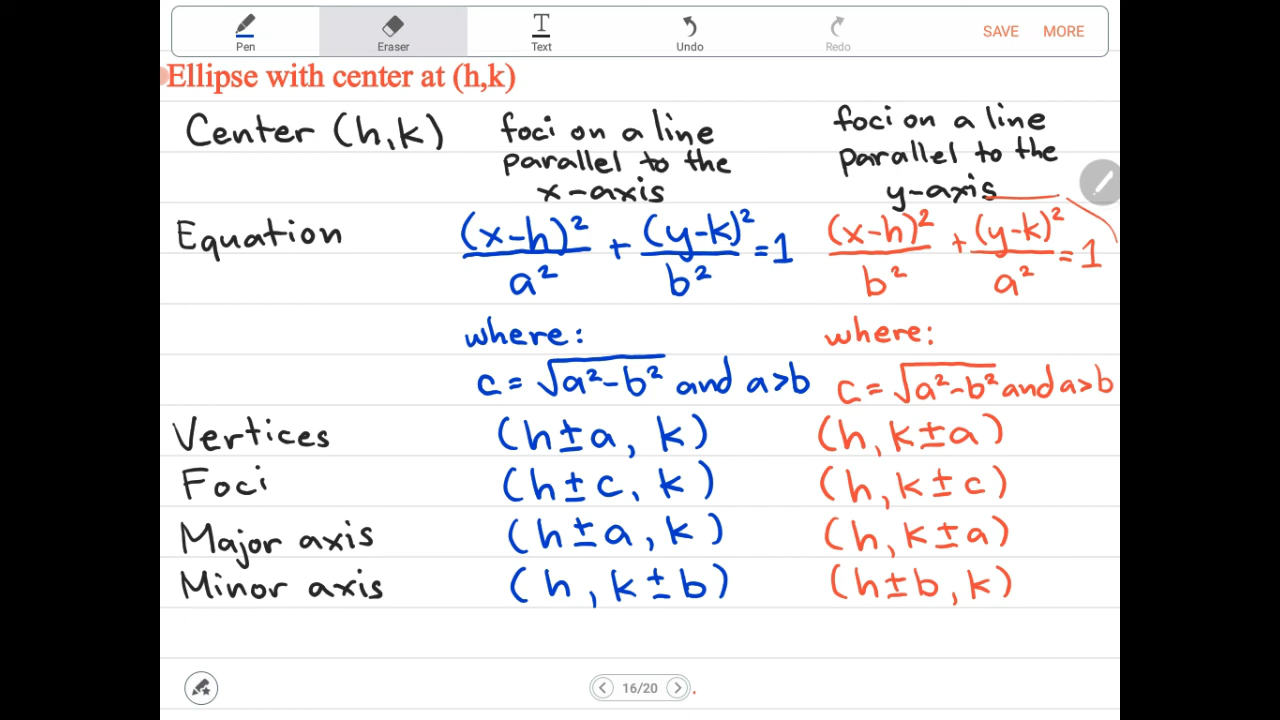 Pen Eraser Text Undo Redo SAVE MORE
Ellipse with center at (h,k)
Center (h,k)
foci on a line
parallel to the
x-axis
foci on a line
parallel to the
y-axis
Equation
(x-h)²/a² + (y-k)²/b² = 1
(x-h)²/b² + (y-k)²/a² = 1
where:
c = √a²-b² and a>b
where:
c = √a²-b² and a>b
Vertices (h±a, k) (h, k±a)
Foci (h±c, k) (h, k±c)
Major axis (h±a, k) (h, k±a)
Minor axis (h, k±b) (h±b, k)
16/20